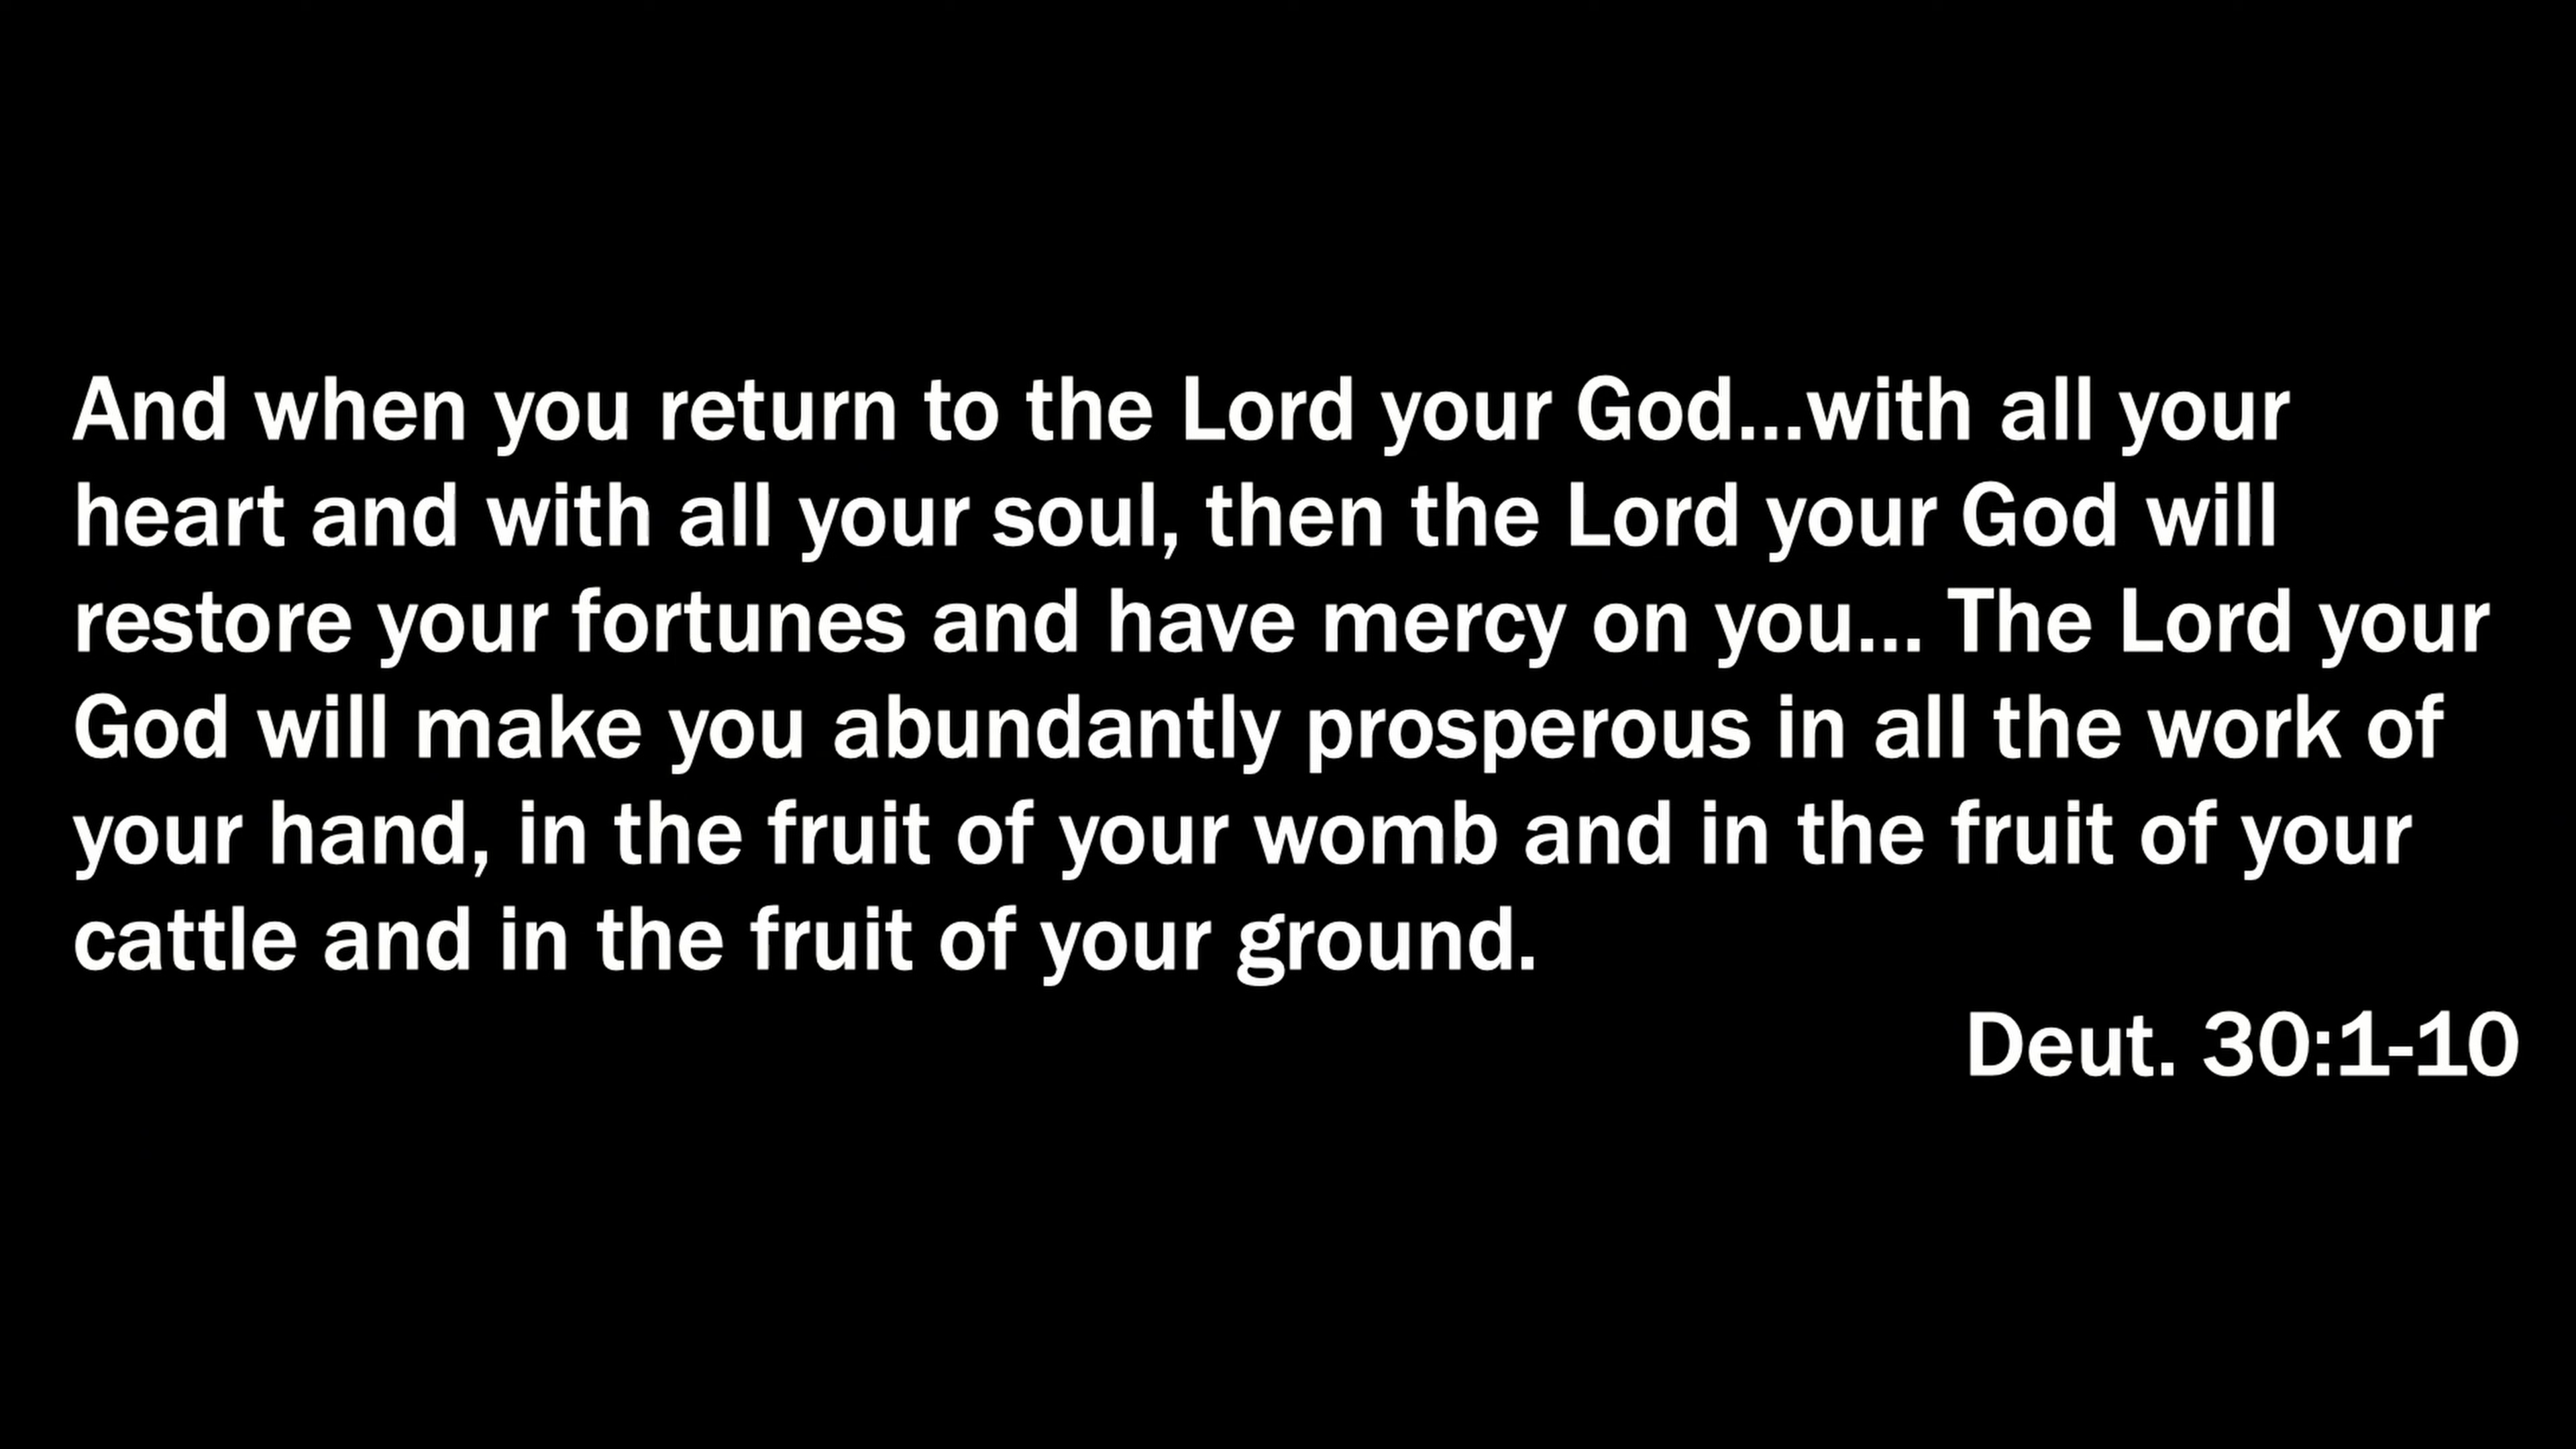 And when you return to the Lord your God...with all your
heart and with all your soul, then the Lord your God will
restore your fortunes and have mercy on you... The Lord your
God will make you abundantly prosperous in all the work of
your hand, in the fruit of your womb and in the fruit of your
cattle and in the fruit of your ground.
Deut. 30:1-10